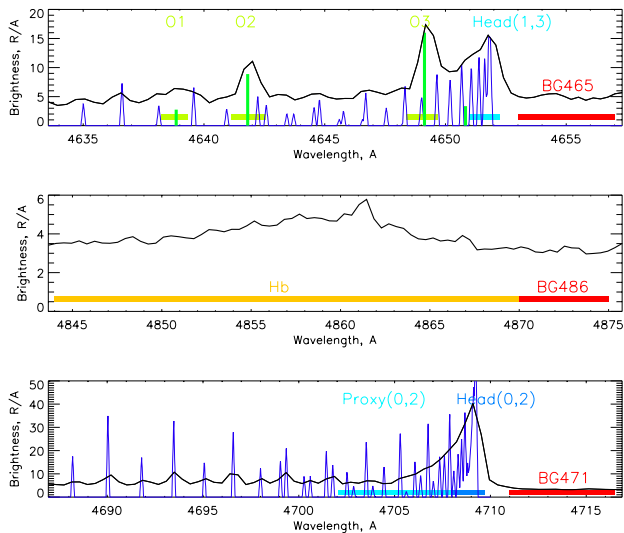 O1 O2 O3 Head(1,3)
BG465
Brightness, R/A
20
15
10
5
0
4635 4640 4645 4650 4655
Wavelength, A
Hb BG486
Brightness, R/A
6
4
2
0
4845 4850 4855 4860 4865 4870 4875
Wavelength, A
Proxy(0,2) Head(0,2)
BG471
Brightness, R/A
50
40
30
20
10
0
4690 4695 4700 4705 4710 4715
Wavelength, A